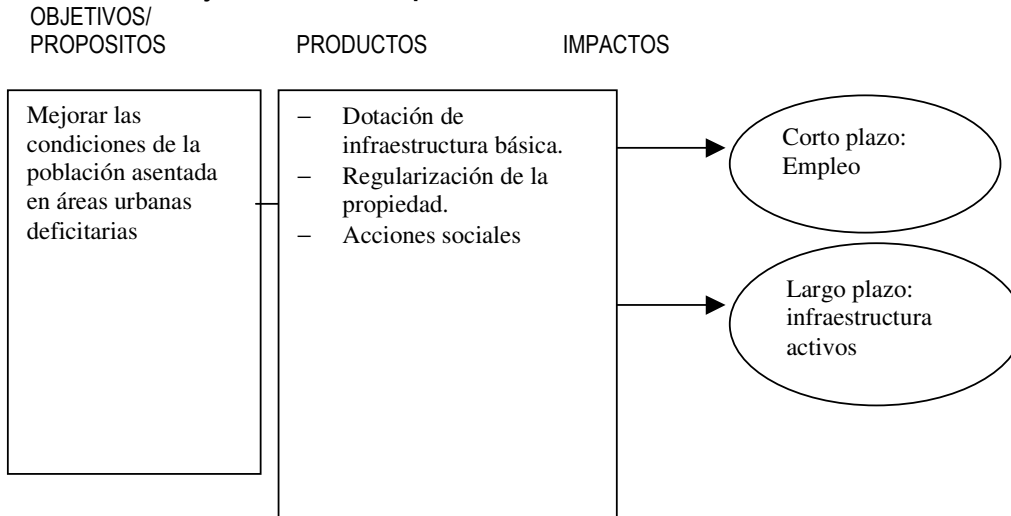 OBJETIVOS/
PROPOSITOS PRODUCTOS IMPACTOS
Mejorar las
condiciones de la
población asentada
en áreas urbanas
deficitarias
– Dotación de
infraestructura básica.
– Regularización de la
propiedad.
– Acciones sociales
Corto plazo:
Empleo
Largo plazo:
infraestructura
activos